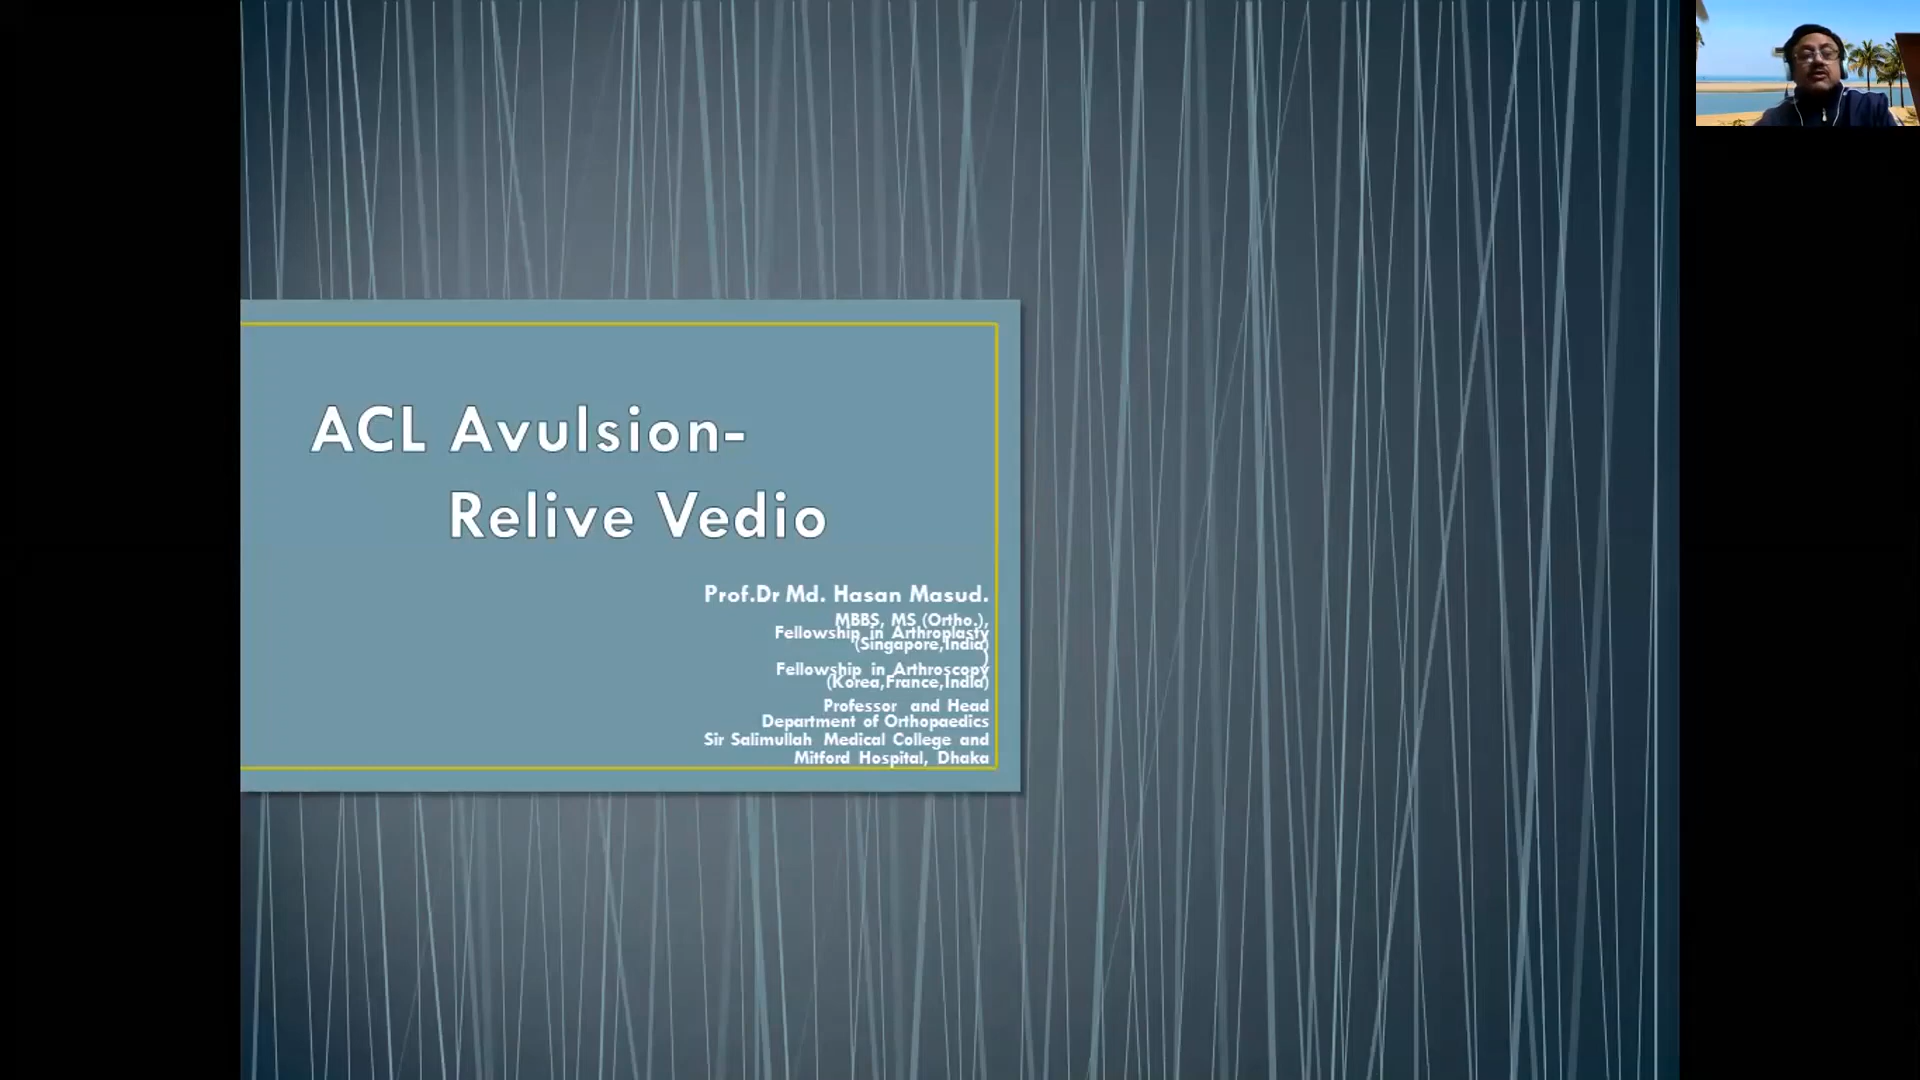 ACL Avulsion-
Relive Vedio
Prof.Dr Md. Hasan Masud.
MBBS, MS (Ortho.),
Fellowship in Arthroplasty
(Singapore,India)
)
Fellowship in Arthroscopy
(Korea,France,India)
Professor and Head
Department of Orthopaedics
Sir Salimullah Medical College and
Mitford Hospital, Dhaka